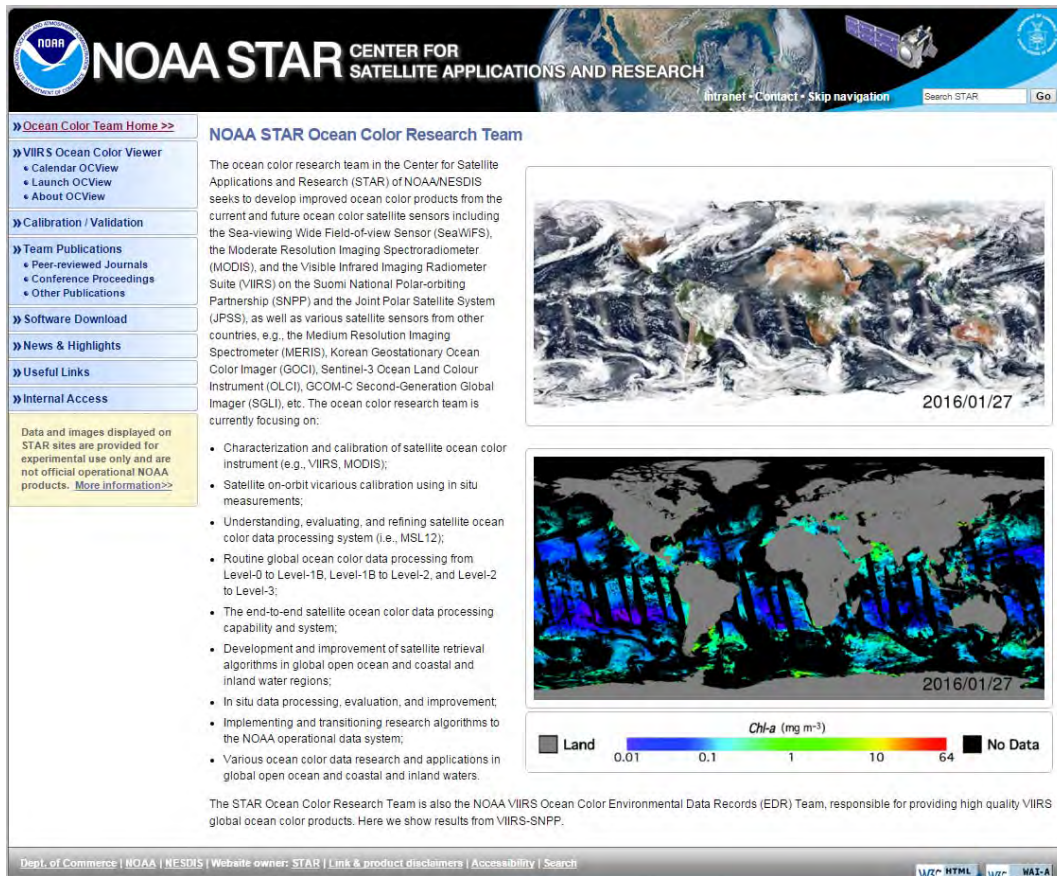 NOAA
NOAA STAR CENTER FOR
SATELLITE APPLICATIONS AND RESEARCH
Intranet • Contact • Skip navigation
Search STAR
Go
Ocean Color Team Home >>
VIIRS Ocean Color Viewer
Calendar OCView
Launch OCView
About OCView
Calibration / Validation
Team Publications
Peer-reviewed Journals
Conference Proceedings
Other Publications
Software Download
News & Highlights
Useful Links
Internal Access
Data and images displayed on
STAR sites are provided for
experimental use only and are
not official operational NOAA
products. More information>>
NOAA STAR Ocean Color Research Team
The ocean color research team in the Center for Satellite
Applications and Research (STAR) of NOAA/NESDIS
seeks to develop improved ocean color products from the
current and future ocean color satellite sensors including
the Sea-viewing Wide Field-of-view Sensor (SeaWiFS),
the Moderate Resolution Imaging Spectroradiometer
(MODIS), and the Visible Infrared Imaging Radiometer
Suite (VIIRS) on the Suomi National Polar-orbiting
Partnership (SNPP) and the Joint Polar Satellite System
(JPSS), as well as various satellite sensors from other
countries, e.g., the Medium Resolution Imaging
Spectrometer (MERIS), Korean Geostationary Ocean
Color Imager (GOCI), Sentinel-3 Ocean Land Colour
Instrument (OLCI), GCOM-C Second-Generation Global
Imager (SGLI), etc. The ocean color research team is
currently focusing on:
• Characterization and calibration of satellite ocean color
instrument (e.g., VIIRS, MODIS);
• Satellite on-orbit vicarious calibration using in situ
measurements;
• Understanding, evaluating, and refining satellite ocean
color data processing system (i.e., MSL12);
• Routine global ocean color data processing from
Level-0 to Level-1B, Level-1B to Level-2, and Level-2
to Level-3;
• The end-to-end satellite ocean color data processing
capability and system;
• Development and improvement of satellite retrieval
algorithms in global open ocean and coastal and
inland water regions;
• In situ data processing, evaluation, and improvement;
• Implementing and transitioning research algorithms to
the NOAA operational data system;
• Various ocean color data research and applications in
global open ocean and coastal and inland waters.
2016/01/27
2016/01/27
Chl-a (mg m⁻³)
Land
No Data
0.01 0.1 1 10 64
The STAR Ocean Color Research Team is also the NOAA VIIRS Ocean Color Environmental Data Records (EDR) Team, responsible for providing high quality VIIRS
global ocean color products. Here we show results from VIIRS-SNPP.
Dept. of Commerce | NOAA | NESDIS | Website owner: STAR | Link & product disclaimers | Accessibility | Search
W3C HTML
W3C WAI-A